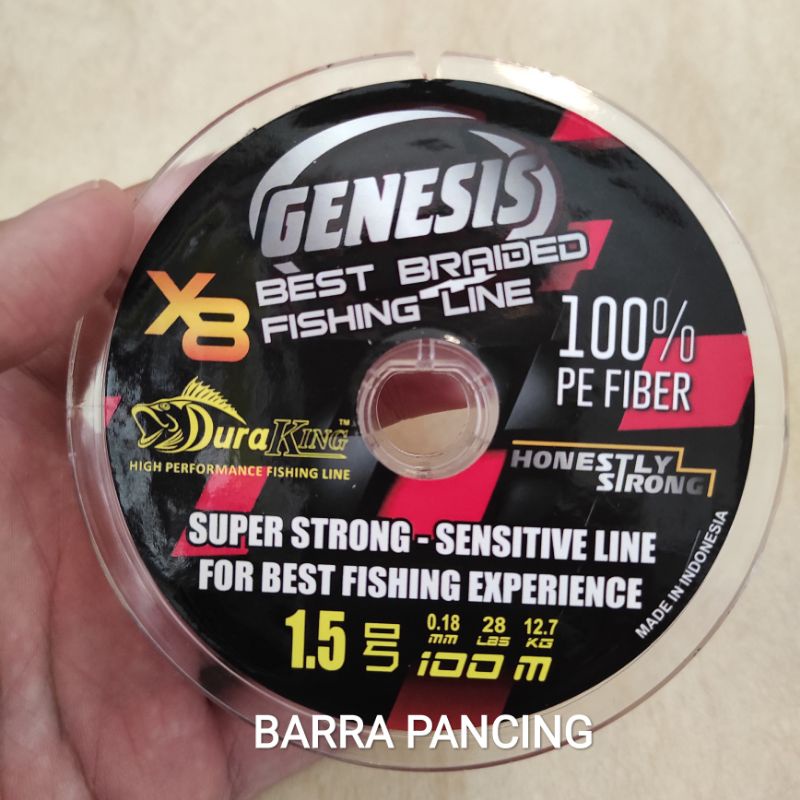 GENESIS
X8
BEST BRAIDED
FISHING LINE
100%
PE FIBER
DuraKing™
HIGH PERFORMANCE FISHING LINE
HONESTLY
STRONG
SUPER STRONG - SENSITIVE LINE
FOR BEST FISHING EXPERIENCE
1.5 NO 0.18 MM 28 LBS 12.7 KG
100 M
MADE IN INDONESIA
BARRA PANCING